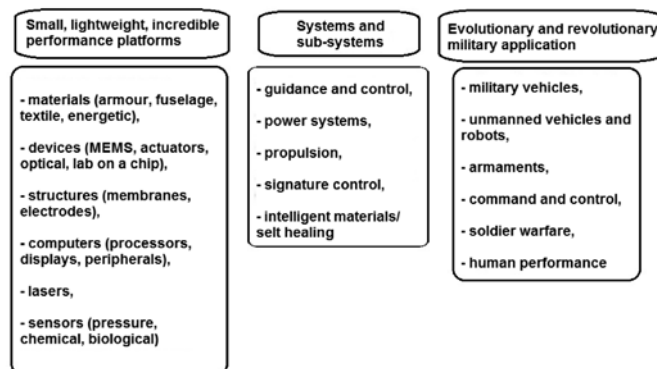 Small, lightweight, incredible
performance platforms
- materials (armour, fuselage,
textile, energetic),
- devices (MEMS, actuators,
optical, lab on a chip),
- structures (membranes,
electrodes),
- computers (processors,
displays, peripherals),
- lasers,
- sensors (pressure,
chemical, biological)
Systems and
sub-systems
- guidance and control,
- power systems,
- propulsion,
- signature control,
- intelligent materials/
selt healing
Evolutionary and revolutionary
military application
- military vehicles,
- unmanned vehicles and
robots,
- armaments,
- command and control,
- soldier warfare,
- human performance